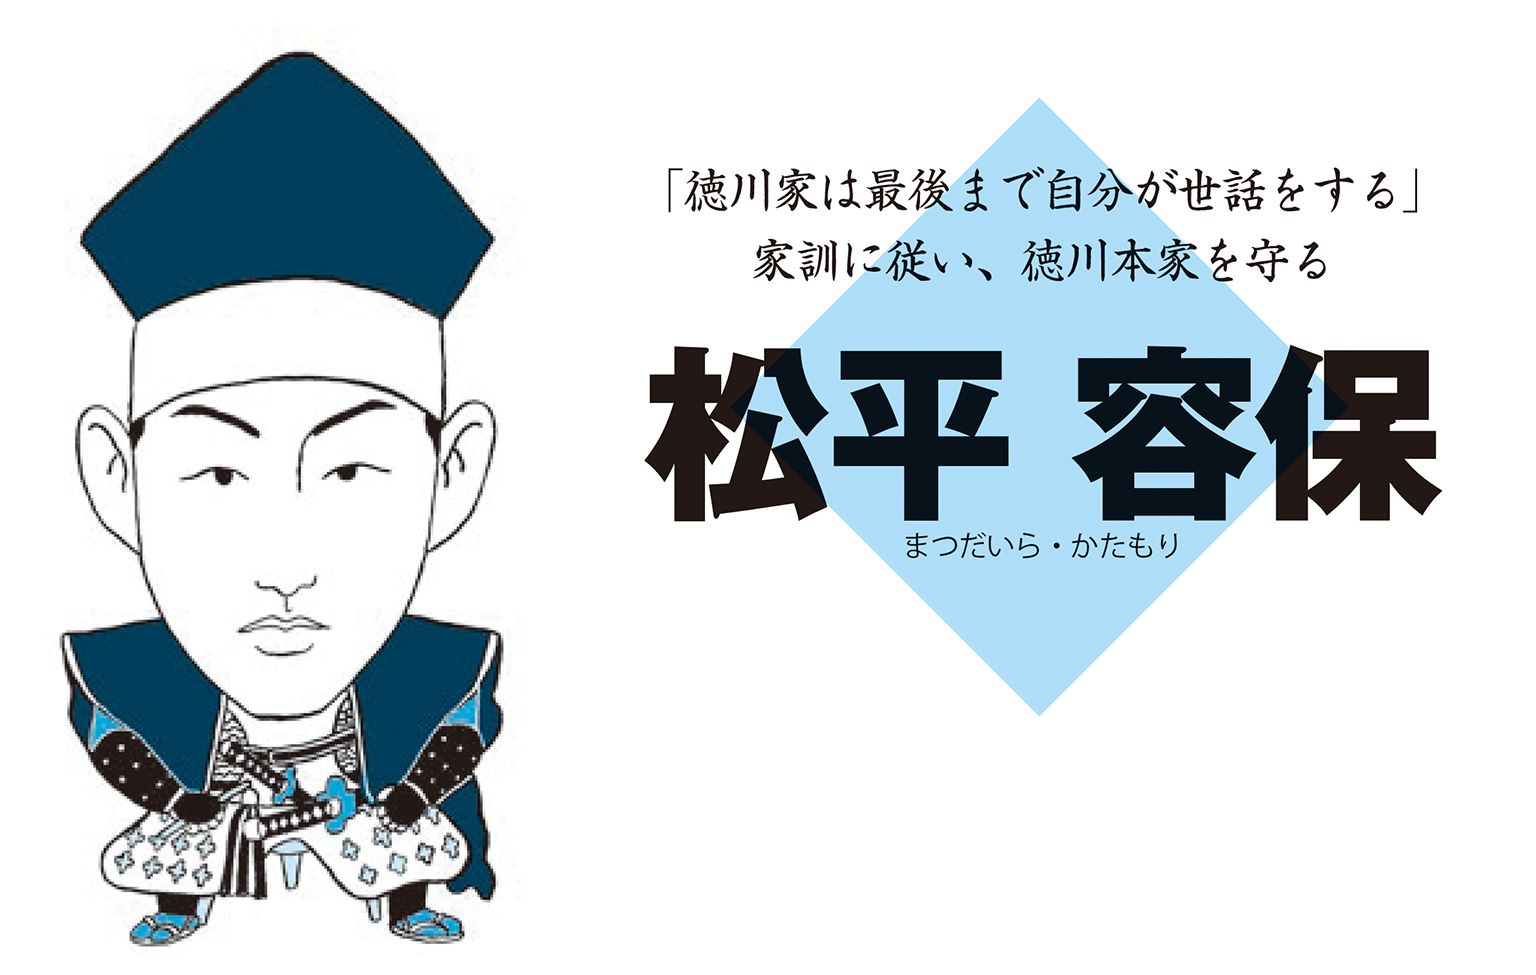 「徳川家は最後まで自分が世話をする」
家訓に従い、徳川本家を守る
松平 容保
まつだいら・かたもり